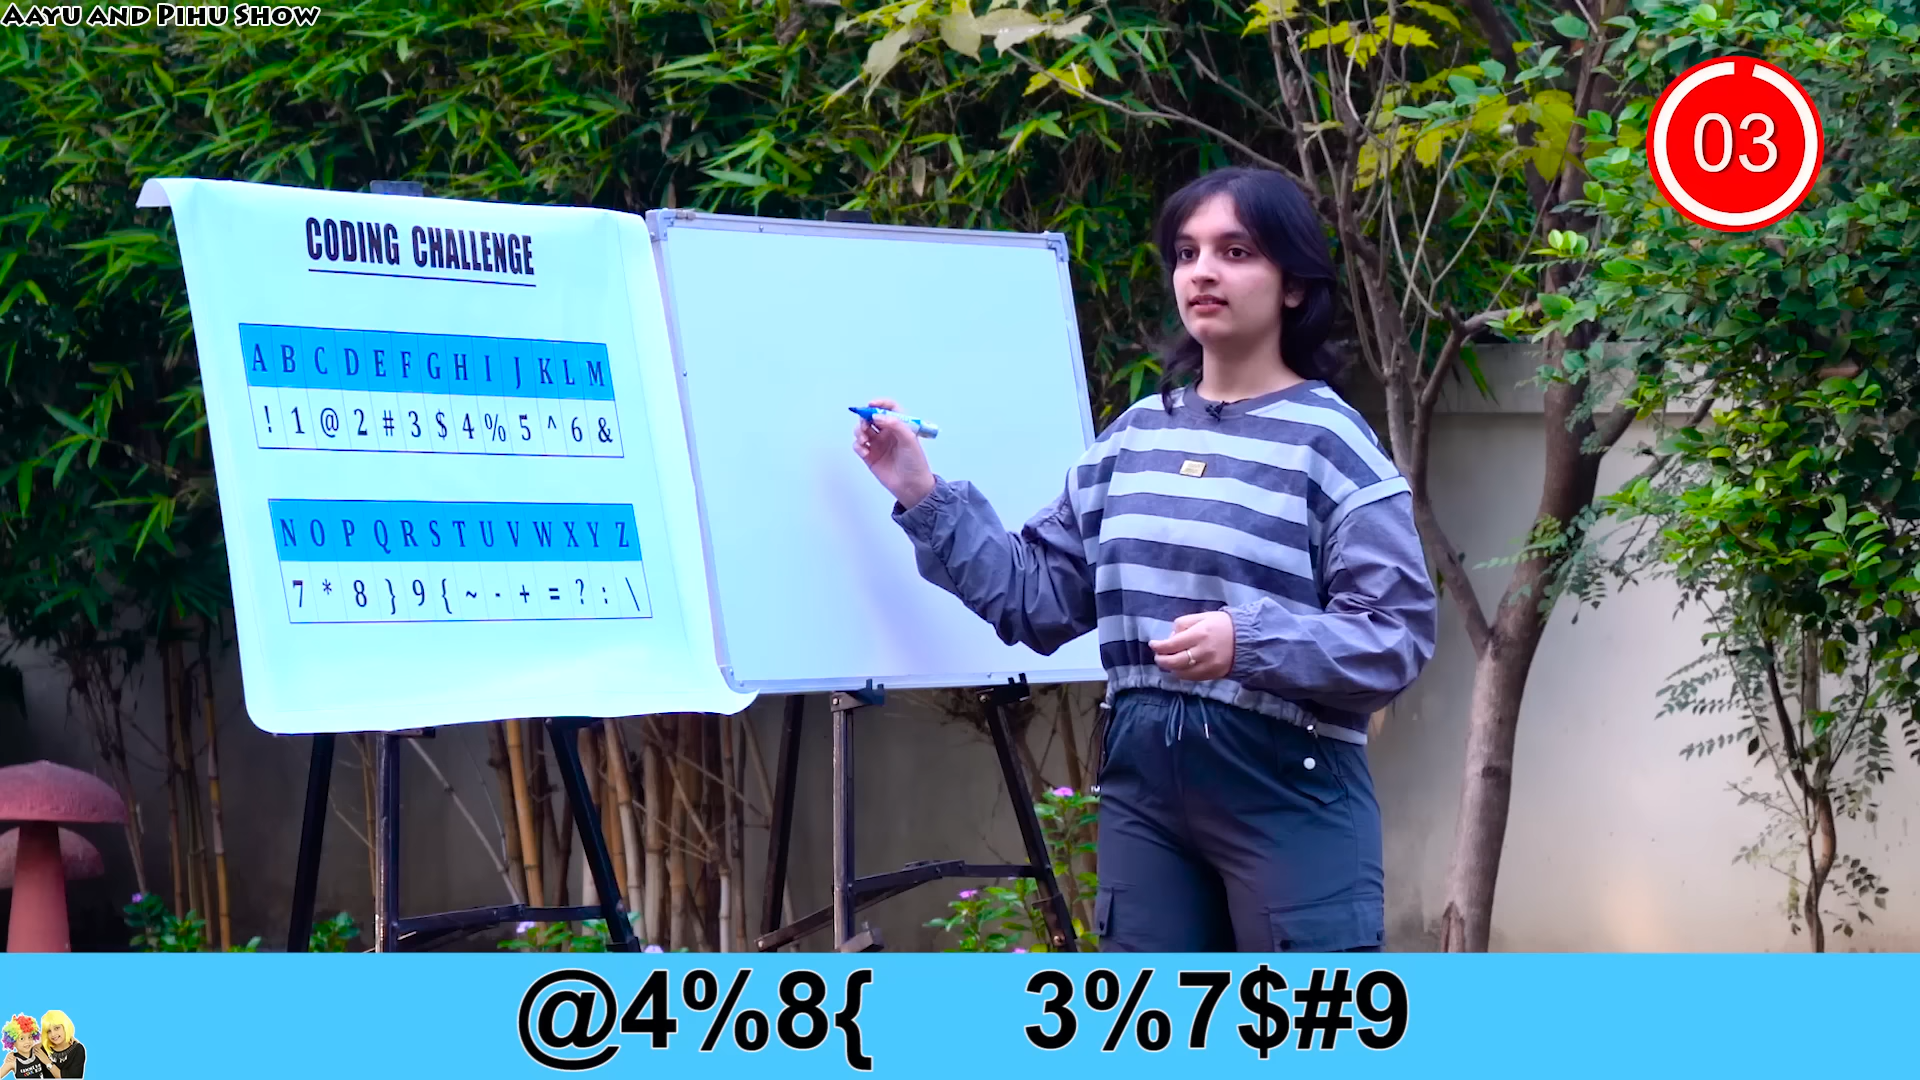 Aayu and Pihu Show
03
CODING CHALLENGE
A B C D E F G H I J K L M
! 1 @ 2 # 3 $ 4 % 5 ^ 6 &
N O P Q R S T U V W X Y Z
7 * 8 } 9 { ~ - + = ? : \
@4%8{ 3%7$#9